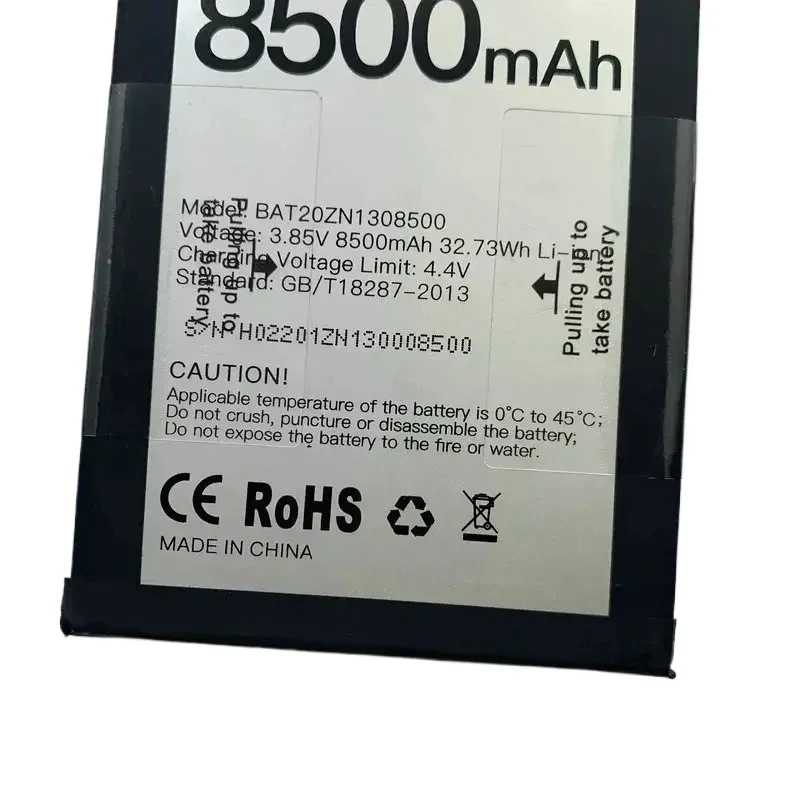 8500mAh
Model: BAT20ZN1308500
Voltage: 3.85V 8500mAh 32.73Wh Li-
Charging Voltage Limit: 4.4V
Standard: GB/T18287-2013
S/N H02201ZN130008500
Pulling up to
take battery
Pulling up to
take battery
CAUTION!
Applicable temperature of the battery is 0°C to 45°C;
Do not crush, puncture or disassemble the battery;
Do not expose the battery to the fire or water.
CE RoHS
MADE IN CHINA